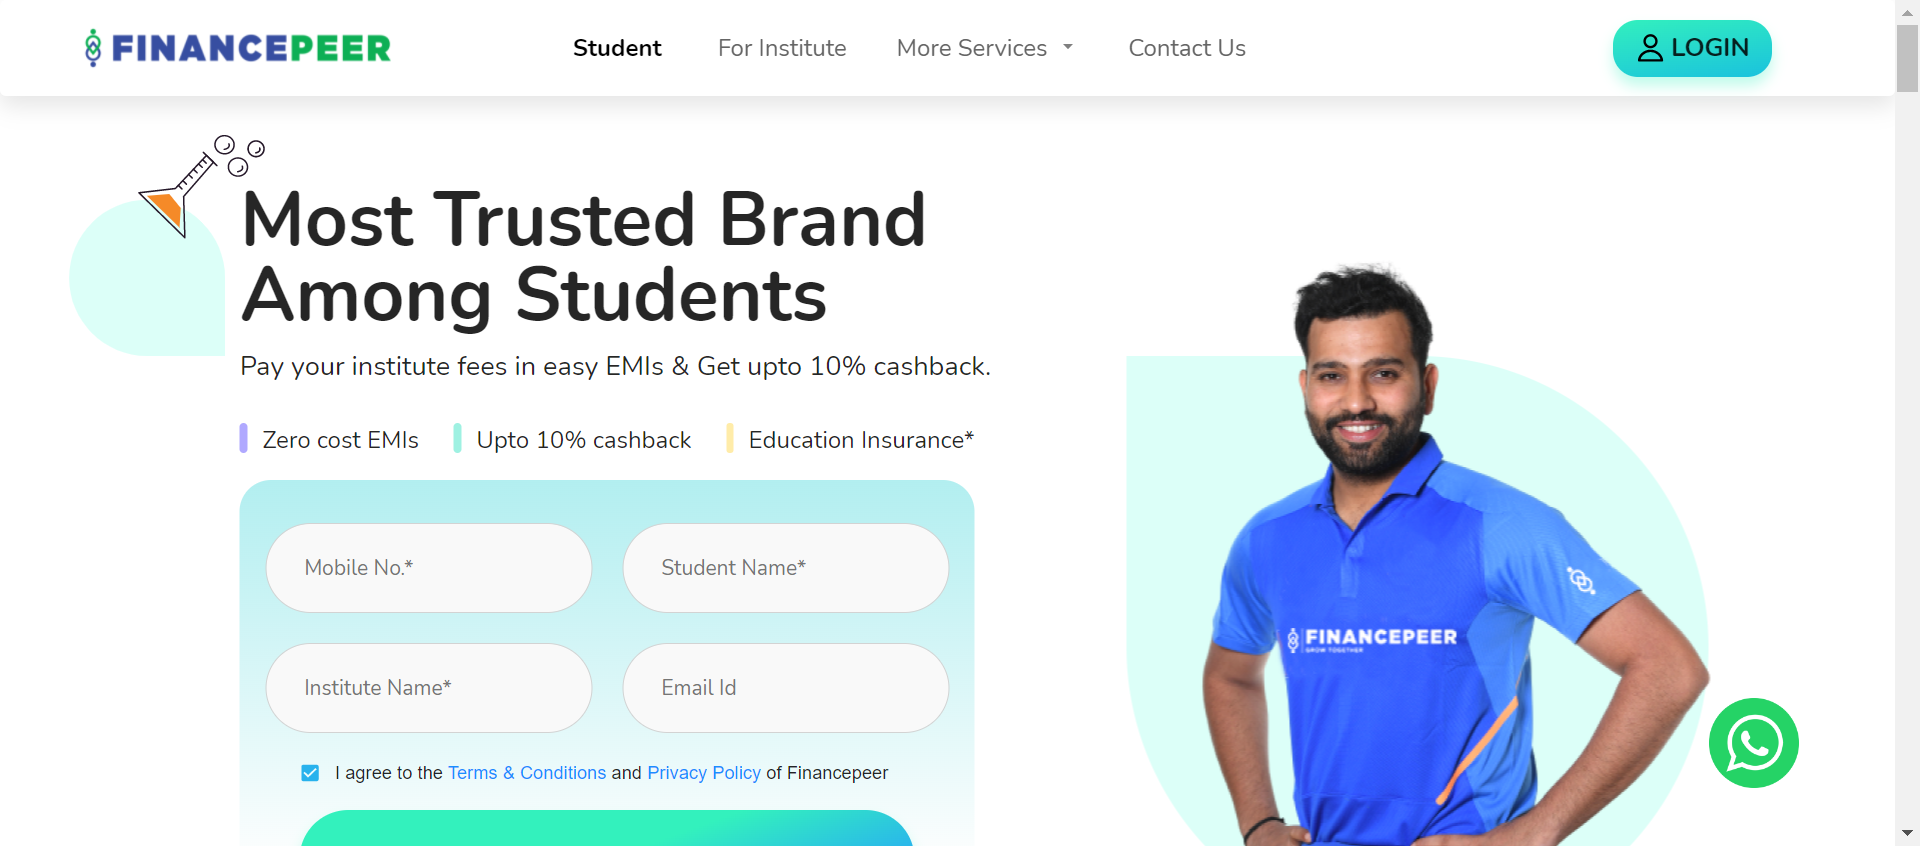 FINANCEPEER
Student
For Institute
More Services
Contact Us
LOGIN
Most Trusted Brand
Among Students
Pay your institute fees in easy EMIs & Get upto 10% cashback.
Zero cost EMIs
Upto 10% cashback
Education Insurance*
Mobile No.*
Student Name*
Institute Name*
Email Id
I agree to the Terms & Conditions and Privacy Policy of Financepeer
FINANCEPEER
GROW TOGETHER